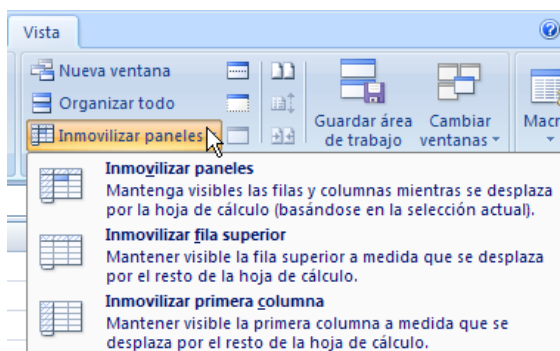 Vista
Nueva ventana
Organizar todo
Inmovilizar paneles
Guardar área
de trabajo
Cambiar
ventanas
Inmovilizar paneles
Mantenga visibles las filas y columnas mientras se desplaza
por la hoja de cálculo (basándose en la selección actual).
Inmovilizar fila superior
Mantener visible la fila superior a medida que se desplaza
por el resto de la hoja de cálculo.
Inmovilizar primera columna
Mantener visible la primera columna a medida que se
desplaza por el resto de la hoja de cálculo.